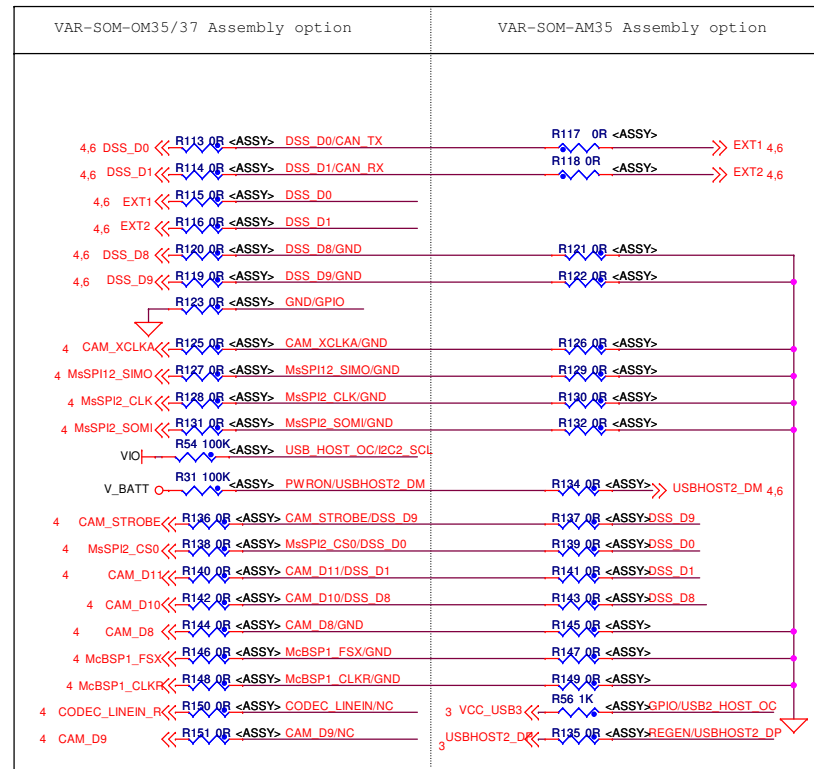 VAR-SOM-OM35/37 Assembly option VAR-SOM-AM35 Assembly option
4,6 DSS_D0 R113 0R <ASSY> DSS_D0/CAN_TX R117 0R <ASSY> EXT1 4,6
4,6 DSS_D1 R114 0R <ASSY> DSS_D1/CAN_RX R118 0R <ASSY> EXT2 4,6
4,6 EXT1 R115 0R <ASSY> DSS_D0
4,6 EXT2 R116 0R <ASSY> DSS_D1
4,6 DSS_D8 R120 0R <ASSY> DSS_D8/GND R121 0R <ASSY>
4,6 DSS_D9 R119 0R <ASSY> DSS_D9/GND R122 0R <ASSY>
R123 0R <ASSY> GND/GPIO
4 CAM_XCLKA R125 0R <ASSY> CAM_XCLKA/GND R126 0R <ASSY>
4 MsSPI12_SIMO R127 0R <ASSY> MsSPI12_SIMO/GND R129 0R <ASSY>
4 MsSPI2_CLK R128 0R <ASSY> MsSPI2_CLK/GND R130 0R <ASSY>
4 MsSPI2_SOMI R131 0R <ASSY> MsSPI2_SOMI/GND R132 0R <ASSY>
VIO R54 100K <ASSY> USB_HOST_OC/I2C2_SCL
V_BATT R31 100K <ASSY> PWRON/USBHOST2_DM R134 0R <ASSY> USBHOST2_DM 4,6
4 CAM_STROBE R136 0R <ASSY> CAM_STROBE/DSS_D9 R137 0R <ASSY> DSS_D9
4 MsSPI2_CS0 R138 0R <ASSY> MsSPI2_CS0/DSS_D0 R139 0R <ASSY> DSS_D0
4 CAM_D11 R140 0R <ASSY> CAM_D11/DSS_D1 R141 0R <ASSY> DSS_D1
4 CAM_D10 R142 0R <ASSY> CAM_D10/DSS_D8 R143 0R <ASSY> DSS_D8
4 CAM_D8 R144 0R <ASSY> CAM_D8/GND R145 0R <ASSY>
4 McBSP1_FSX R146 0R <ASSY> McBSP1_FSX/GND R147 0R <ASSY>
4 McBSP1_CLKR R148 0R <ASSY> McBSP1_CLKR/GND R149 0R <ASSY>
4 CODEC_LINEIN_R R150 0R <ASSY> CODEC_LINEIN/NC 3 VCC_USB3 R56 1K <ASSY> GPIO/USB2_HOST_OC
4 CAM_D9 R151 0R <ASSY> CAM_D9/NC 3 USBHOST2_DP R135 0R <ASSY> REGEN/USBHOST2_DP